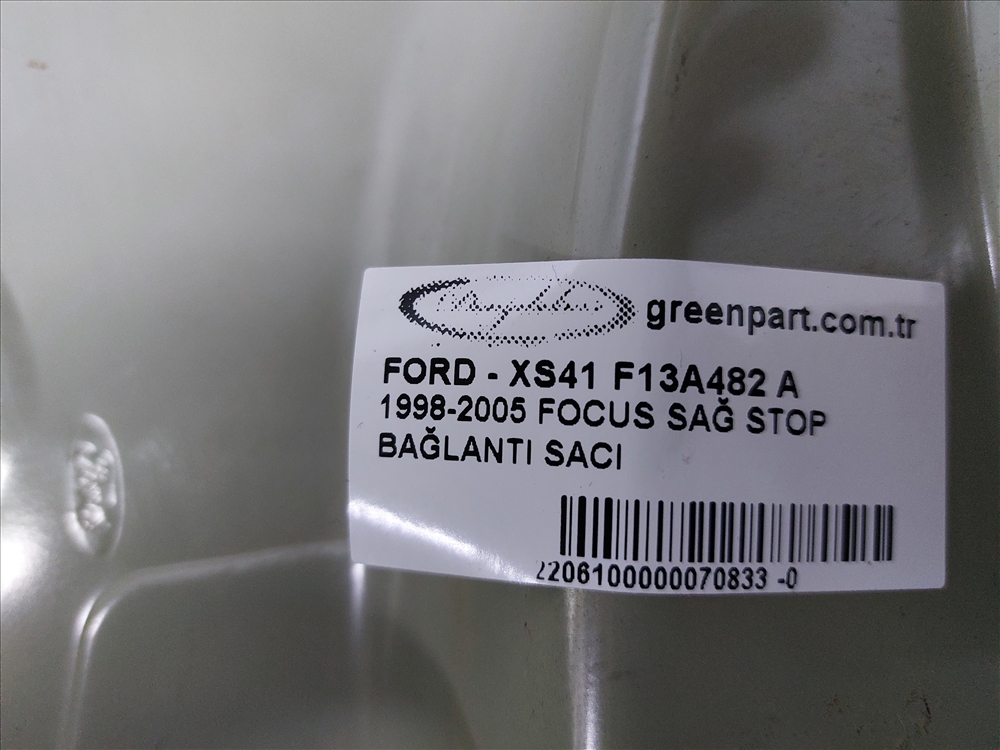 greenpart.com.tr
FORD - XS41 F13A482 A
1998-2005 FOCUS SAĞ STOP
BAĞLANTI SACI
2206100000070833 -0